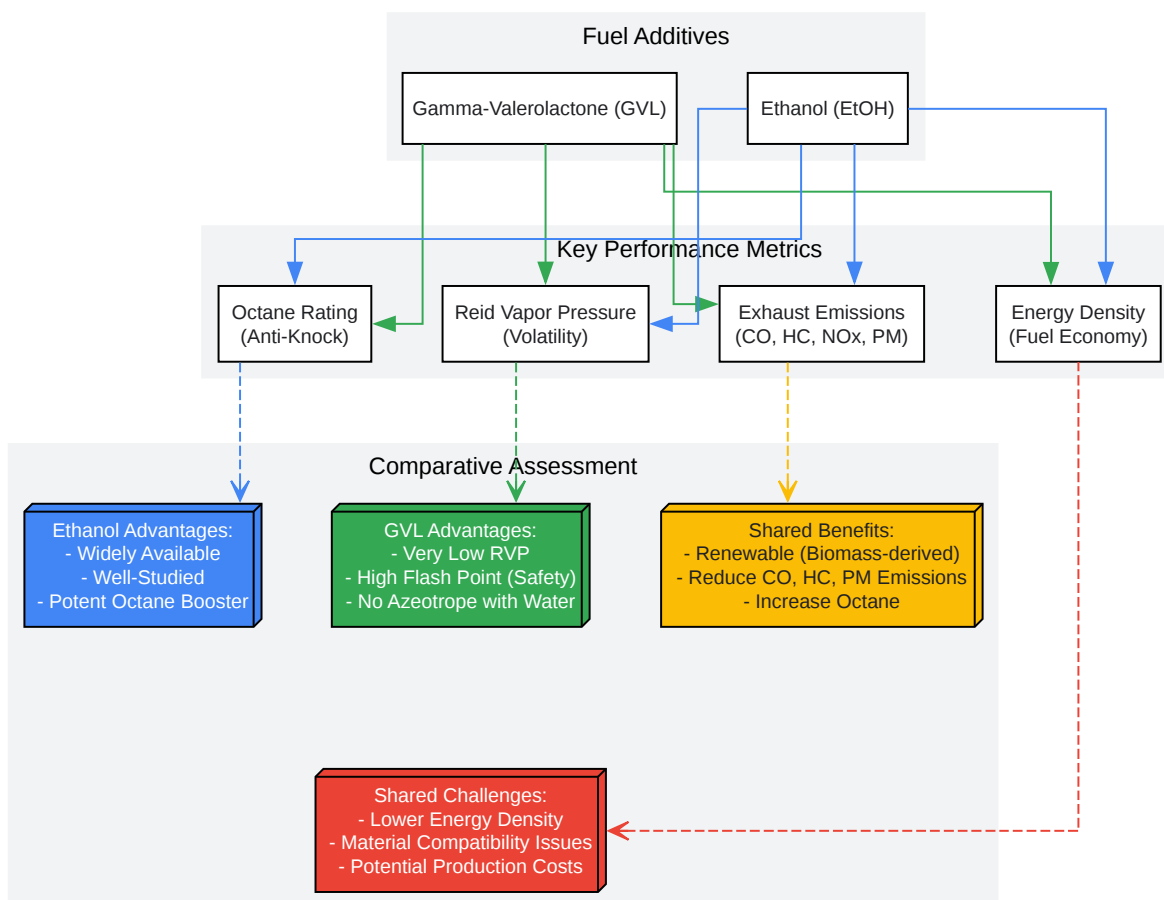 Fuel Additives
Gamma-Valerolactone (GVL)
Ethanol (EtOH)
Key Performance Metrics
Octane Rating
(Anti-Knock)
Reid Vapor Pressure
(Volatility)
Exhaust Emissions
(CO, HC, NOx, PM)
Energy Density
(Fuel Economy)
Comparative Assessment
Ethanol Advantages:
- Widely Available
- Well-Studied
- Potent Octane Booster
GVL Advantages:
- Very Low RVP
- High Flash Point (Safety)
- No Azeotrope with Water
Shared Benefits:
- Renewable (Biomass-derived)
- Reduce CO, HC, PM Emissions
- Increase Octane
Shared Challenges:
- Lower Energy Density
- Material Compatibility Issues
- Potential Production Costs